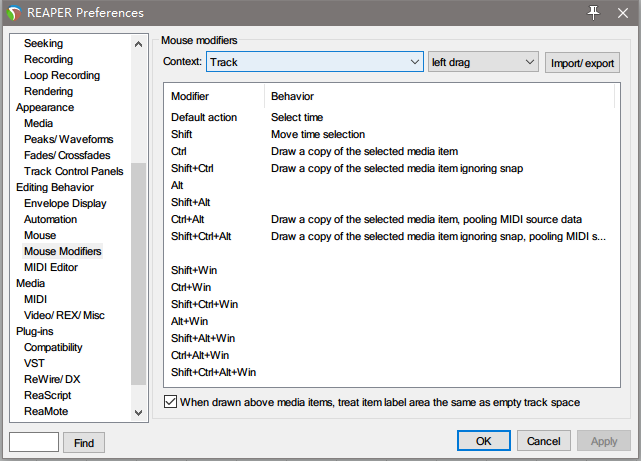 REAPER Preferences
Seeking
Recording
Loop Recording
Rendering
Appearance
Media
Peaks/ Waveforms
Fades/ Crossfades
Track Control Panels
Editing Behavior
Envelope Display
Automation
Mouse
Mouse Modifiers
MIDI Editor
Media
MIDI
Video/ REX/ Misc
Plug-ins
Compatibility
VST
ReWire/ DX
ReaScript
ReaMote
Find
Mouse modifiers
Context: Track left drag Import/ export
Modifier Behavior
Default action Select time
Shift Move time selection
Ctrl Draw a copy of the selected media item
Shift+Ctrl Draw a copy of the selected media item ignoring snap
Alt
Shift+Alt
Ctrl+Alt Draw a copy of the selected media item, pooling MIDI source data
Shift+Ctrl+Alt Draw a copy of the selected media item ignoring snap, pooling MIDI s...
Shift+Win
Ctrl+Win
Shift+Ctrl+Win
Alt+Win
Shift+Alt+Win
Ctrl+Alt+Win
Shift+Ctrl+Alt+Win
When drawn above media items, treat item label area the same as empty track space
OK Cancel Apply